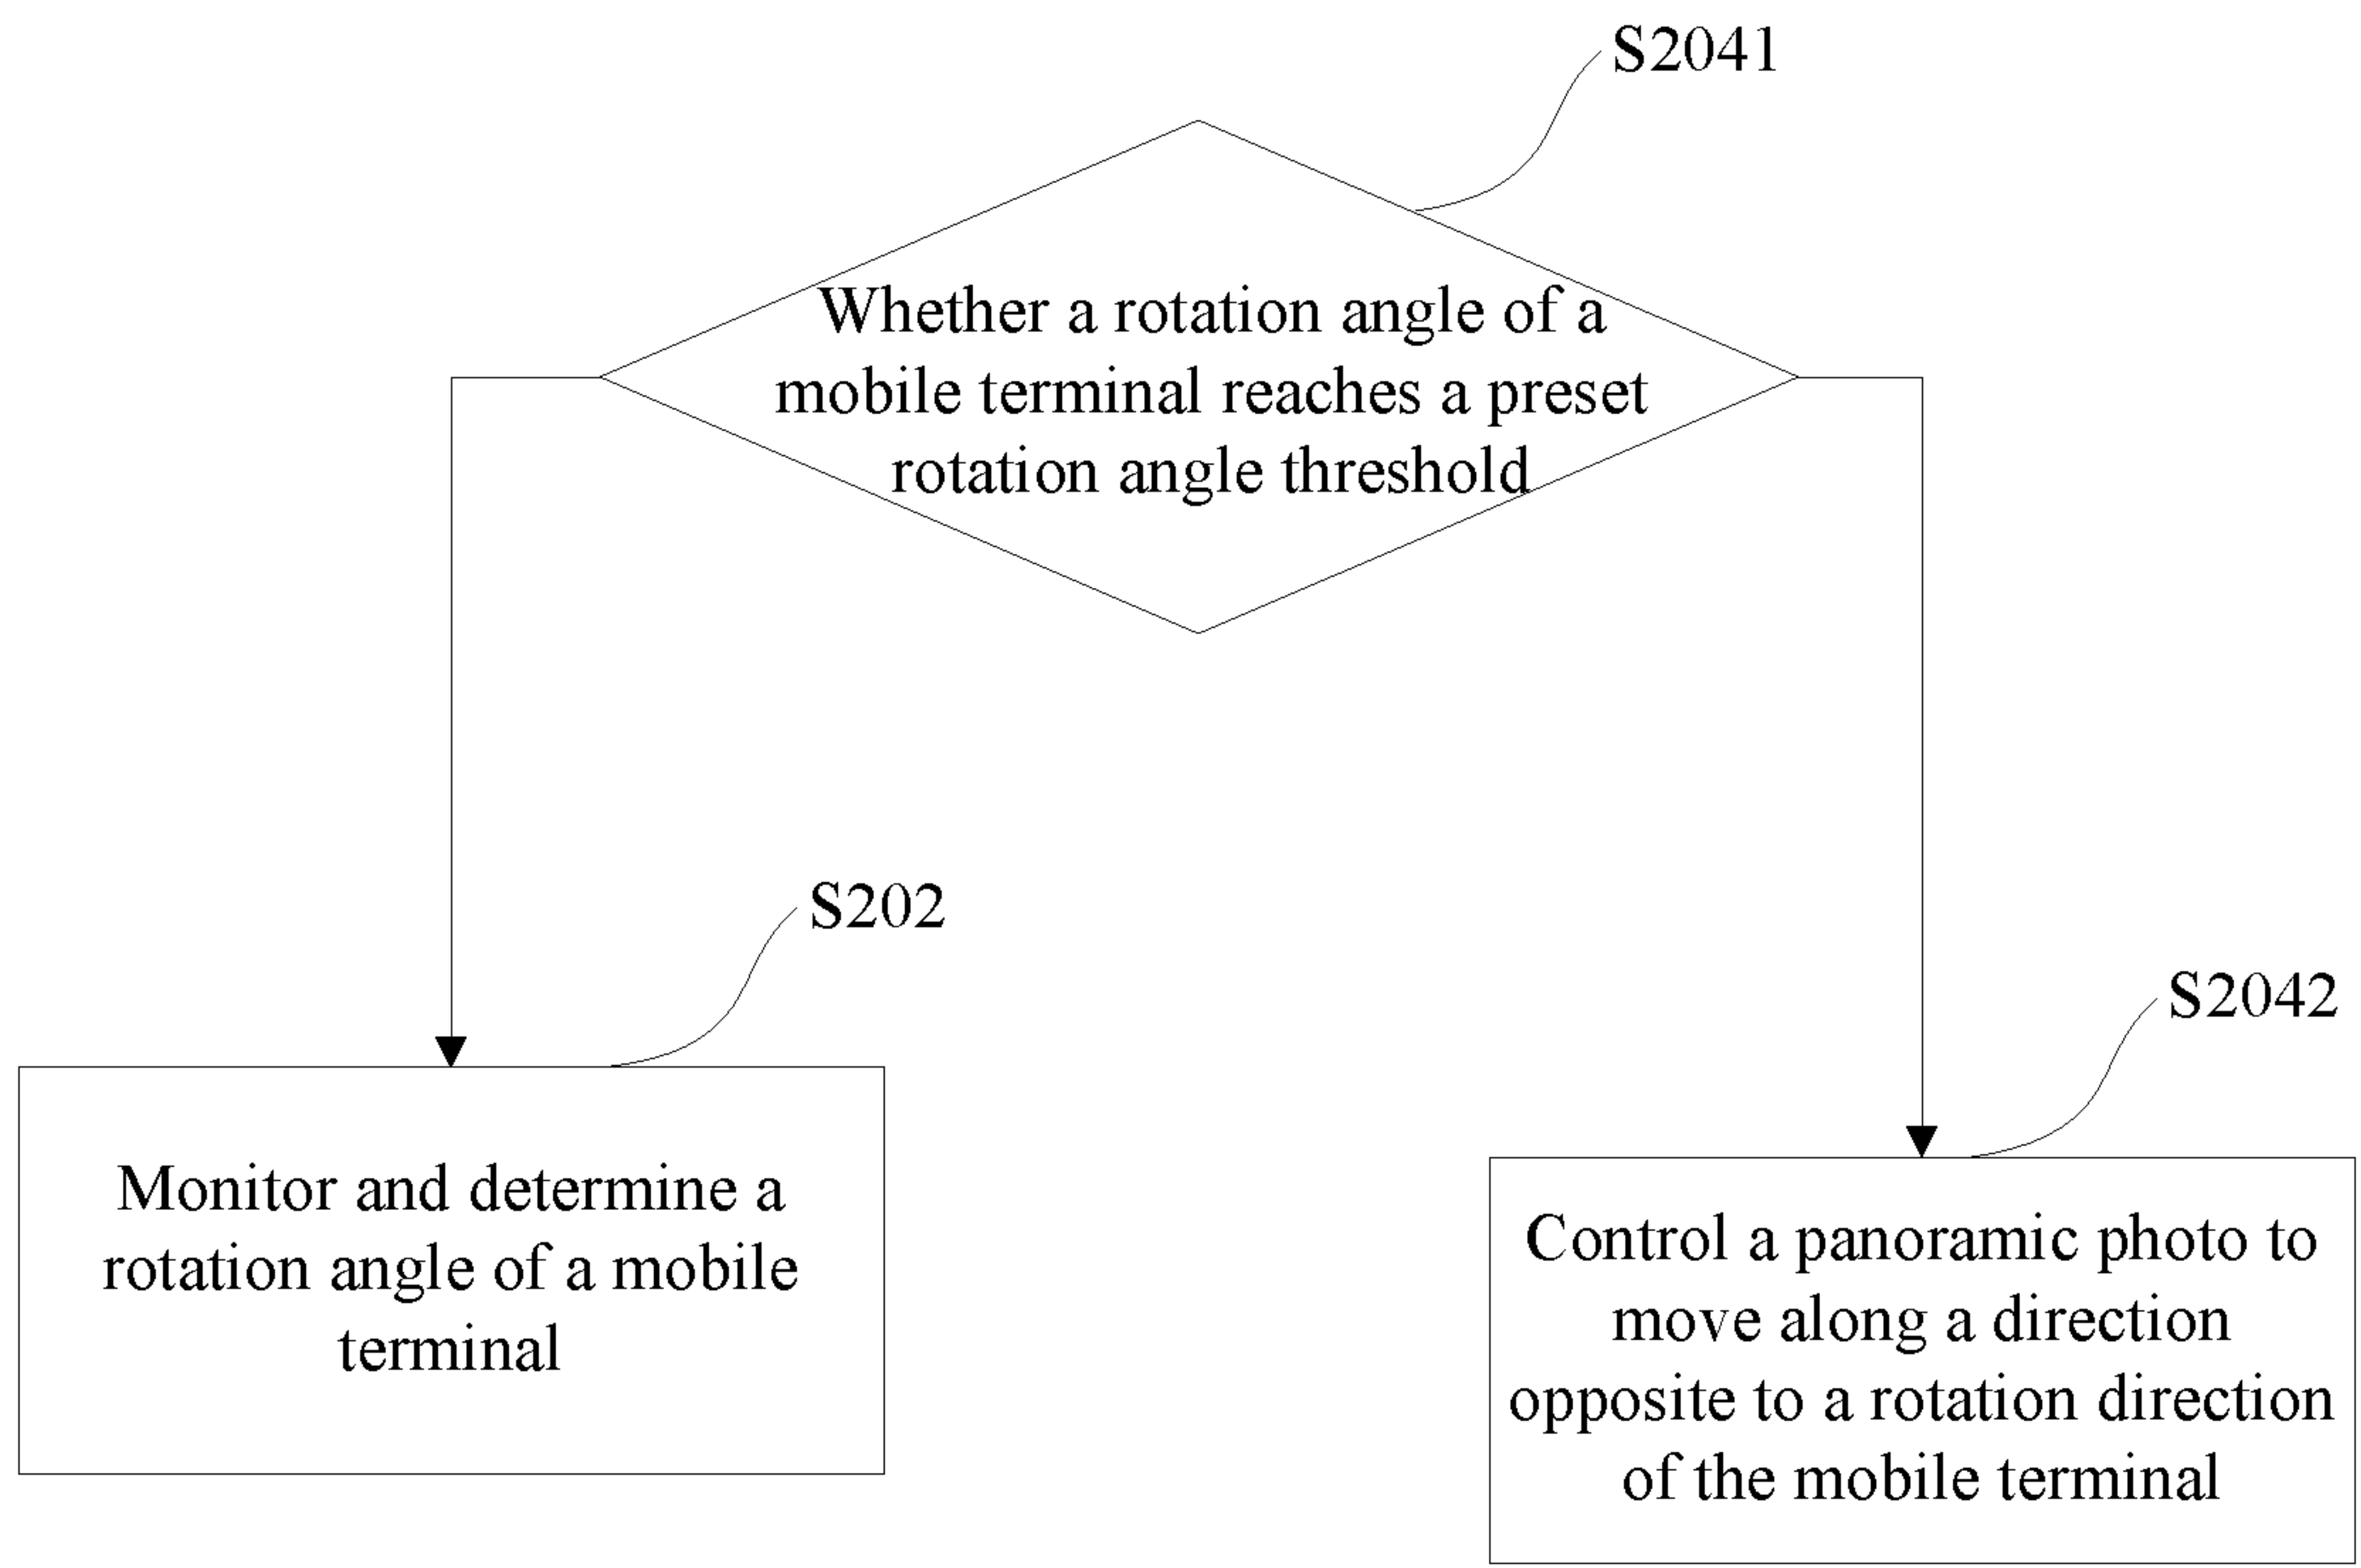 S2041
Whether a rotation angle of a
mobile terminal reaches a preset
rotation angle threshold
S202
Monitor and determine a
rotation angle of a mobile
terminal
S2042
Control a panoramic photo to
move along a direction
opposite to a rotation direction
of the mobile terminal